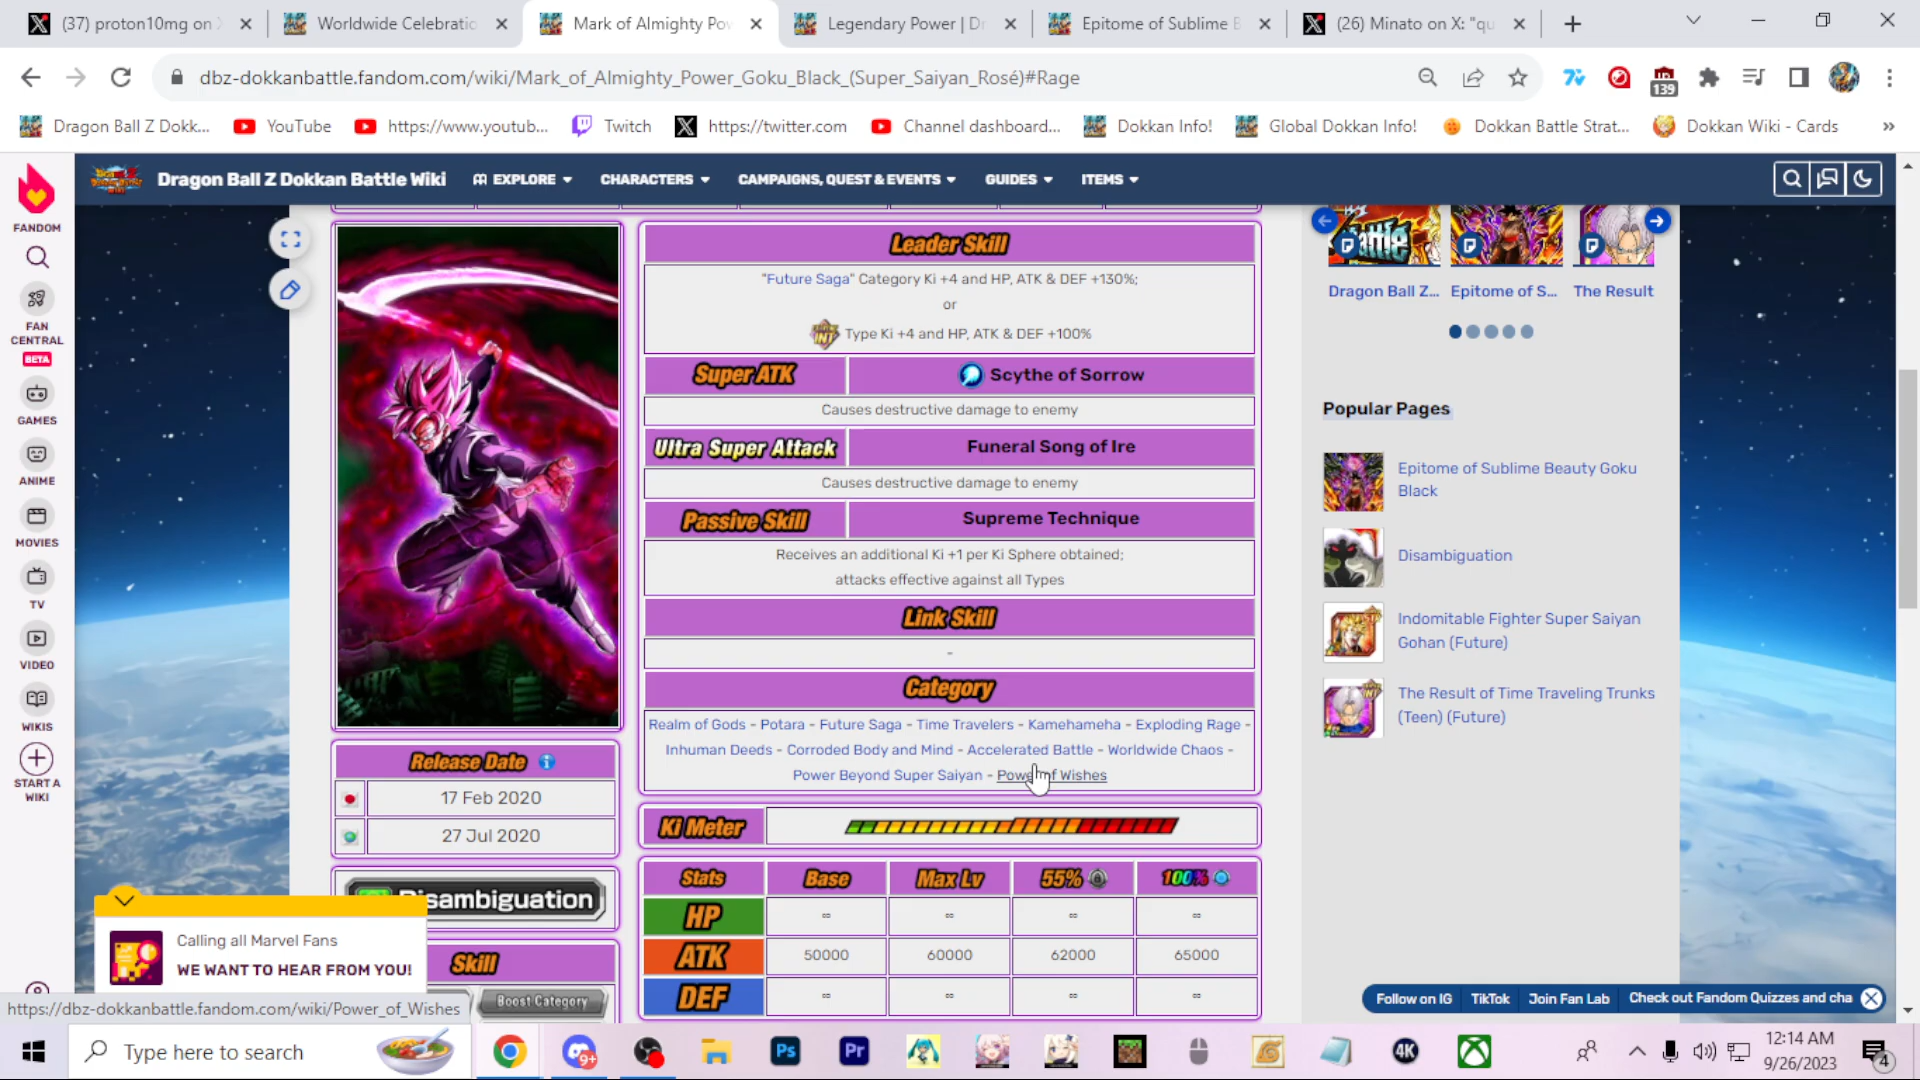 (37) proton10mg on X
Worldwide Celebratio
Mark of Almighty Pow
Legendary Power | Dr
Epitome of Sublime B
(26) Minato on X: "qu
dbz-dokkanbattle.fandom.com/wiki/Mark_of_Almighty_Power_Goku_Black_(Super_Saiyan_Rosé)#Rage
139
Dragon Ball Z Dokk...
YouTube
https://www.youtub...
Twitch
https://twitter.com
Channel dashboard...
Dokkan Info!
Global Dokkan Info!
Dokkan Battle Strat...
Dokkan Wiki - Cards
»
Dragon Ball Z Dokkan Battle Wiki
EXPLORE
CHARACTERS
CAMPAIGNS, QUEST & EVENTS
GUIDES
ITEMS
FANDOM
FAN
CENTRAL
BETA
GAMES
ANIME
MOVIES
TV
VIDEO
WIKIS
START A
WIKI
Leader Skill
"Future Saga" Category Ki +4 and HP, ATK & DEF +130%;
or
INT Type Ki +4 and HP, ATK & DEF +100%
Super ATK
Scythe of Sorrow
Causes destructive damage to enemy
Ultra Super Attack
Funeral Song of Ire
Causes destructive damage to enemy
Passive Skill
Supreme Technique
Receives an additional Ki +1 per Ki Sphere obtained;
attacks effective against all Types
Link Skill
-
Category
Realm of Gods - Potara - Future Saga - Time Travelers - Kamehameha - Exploding Rage -
Inhuman Deeds - Corroded Body and Mind - Accelerated Battle - Worldwide Chaos -
Power Beyond Super Saiyan - Power of Wishes
Release Date
17 Feb 2020
27 Jul 2020
Disambiguation
Skill
Boost Category
Ki Meter
Stats Base Max Lv 55% 100%
HP ∞ ∞ ∞ ∞
ATK 50000 60000 62000 65000
DEF ∞ ∞ ∞ ∞
Battle
Dragon Ball Z...
Epitome of S...
The Result
Popular Pages
Epitome of Sublime Beauty Goku
Black
Disambiguation
Indomitable Fighter Super Saiyan
Gohan (Future)
The Result of Time Traveling Trunks
(Teen) (Future)
Calling all Marvel Fans
WE WANT TO HEAR FROM YOU!
https://dbz-dokkanbattle.fandom.com/wiki/Power_of_Wishes
Follow on IG
TikTok
Join Fan Lab
Check out Fandom Quizzes and cha
Type here to search
9+
Ps
Pr
4K
12:14 AM
9/26/2023
4